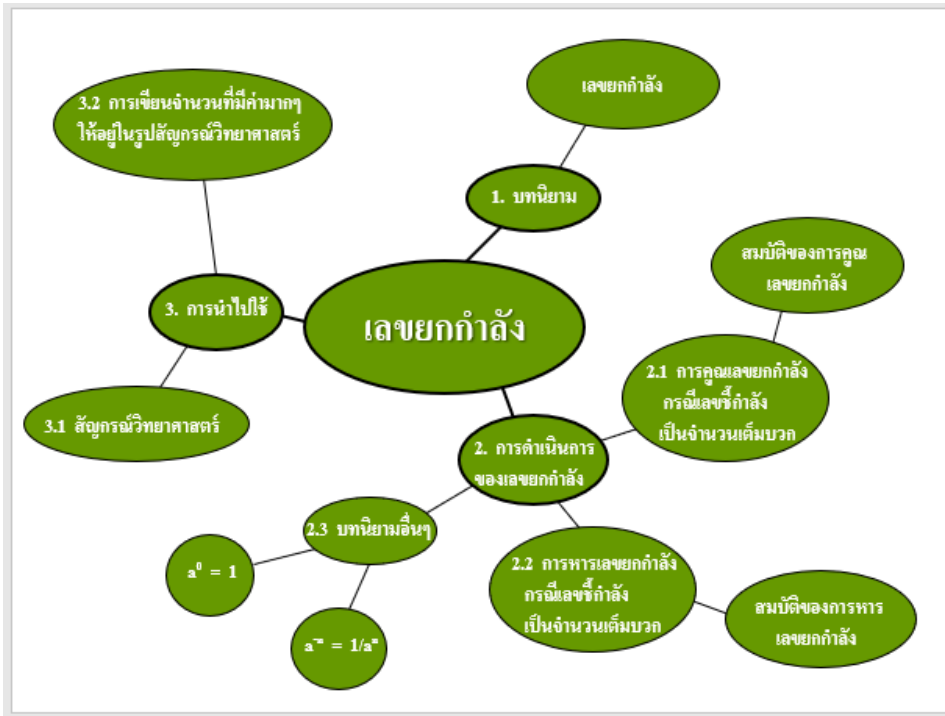 เลขยกกำลัง
3.2 การเขียนจำนวนที่มีค่ามากๆ
ให้อยู่ในรูปสัญกรณ์วิทยาศาสตร์
1. บทนิยาม
สมบัติของการคูณ
เลขยกกำลัง
3. การนำไปใช้
เลขยกกำลัง
2.1 การคูณเลขยกกำลัง
กรณีเลขชี้กำลัง
เป็นจำนวนเต็มบวก
3.1 สัญกรณ์วิทยาศาสตร์
2. การดำเนินการ
ของเลขยกกำลัง
2.3 บทนิยามอื่นๆ
a⁰ = 1
2.2 การหารเลขยกกำลัง
กรณีเลขชี้กำลัง
เป็นจำนวนเต็มบวก
สมบัติของการหาร
เลขยกกำลัง
a⁻ⁿ = 1/aⁿ